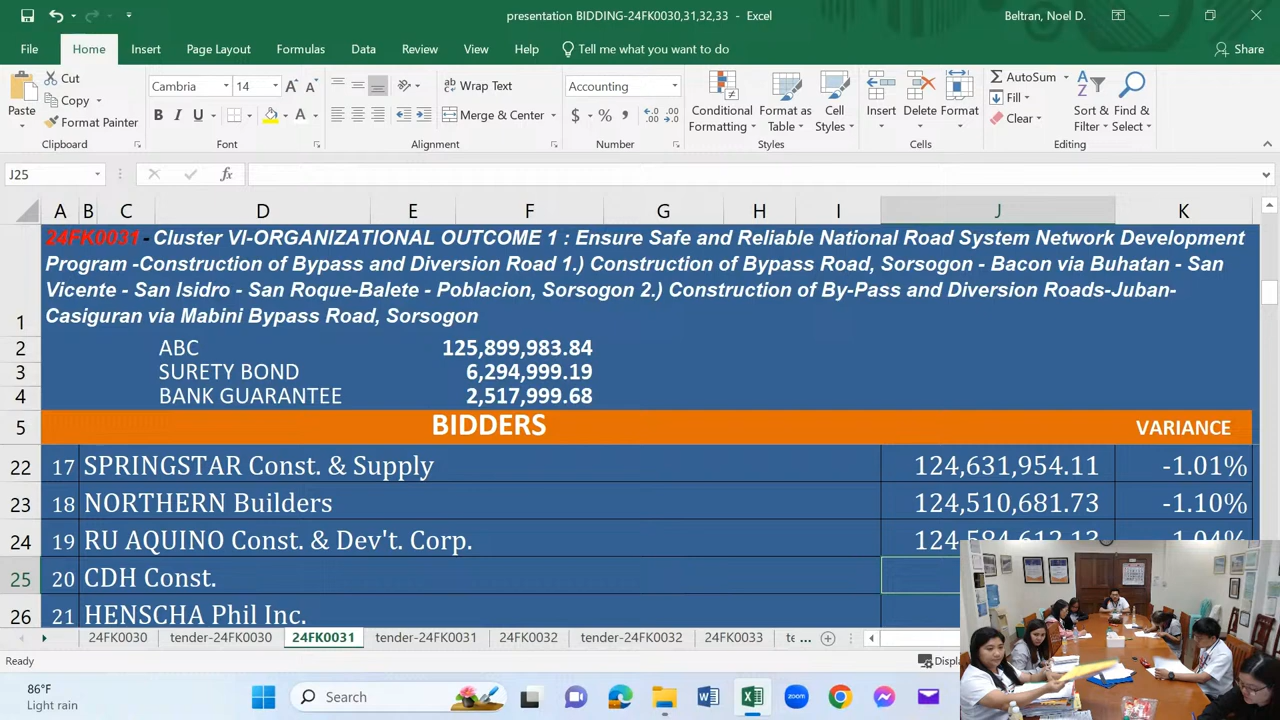 presentation BIDDING-24FK0030,31,32,33 - Excel
Beltran, Noel D.
File Home Insert Page Layout Formulas Data Review View Help Tell me what you want to do Share
Paste
Cut
Copy
Format Painter
Clipboard
Cambria 14
B I U
Font
Wrap Text
Merge & Center
Alignment
Accounting
$ % ,
Number
Conditional Formatting
Format as Table
Cell Styles
Styles
Insert Delete Format
Cells
AutoSum
Fill
Clear
Sort & Filter
Find & Select
Editing
J25
fx
A B C D E F G H I J K
24FK0031 - Cluster VI-ORGANIZATIONAL OUTCOME 1 : Ensure Safe and Reliable National Road System Network Development
Program -Construction of Bypass and Diversion Road 1.) Construction of Bypass Road, Sorsogon - Bacon via Buhatan - San
Vicente - San Isidro - San Roque-Balete - Poblacion, Sorsogon 2.) Construction of By-Pass and Diversion Roads-Juban-
1 Casiguran via Mabini Bypass Road, Sorsogon
2 ABC 125,899,983.84
3 SURETY BOND 6,294,999.19
4 BANK GUARANTEE 2,517,999.68
5 BIDDERS VARIANCE
22 17 SPRINGSTAR Const. & Supply 124,631,954.11 -1.01%
23 18 NORTHERN Builders 124,510,681.73 -1.10%
24 19 RU AQUINO Const. & Dev't. Corp. 124,584,612.13 -1.04%
25 20 CDH Const.
26 21 HENSCHA Phil Inc.
24FK0030 tender-24FK0030 24FK0031 tender-24FK0031 24FK0032 tender-24FK0032 24FK0033 te ...
Ready
86°F
Light rain
Search
zoom